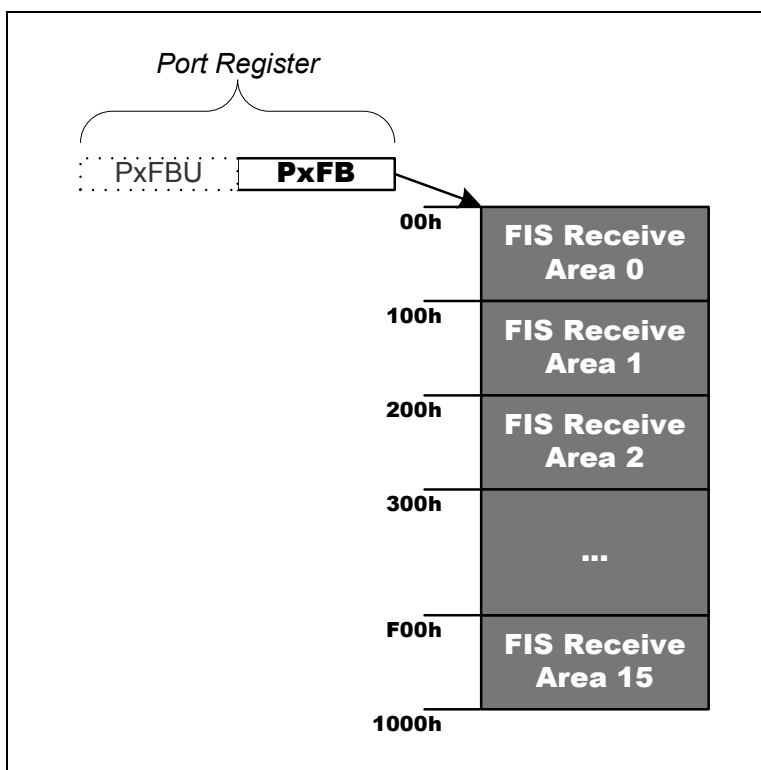 Port Register
PxFBU
PxFB
00h
FIS Receive
Area 0
100h
FIS Receive
Area 1
200h
FIS Receive
Area 2
300h
...
F00h
FIS Receive
Area 15
1000h